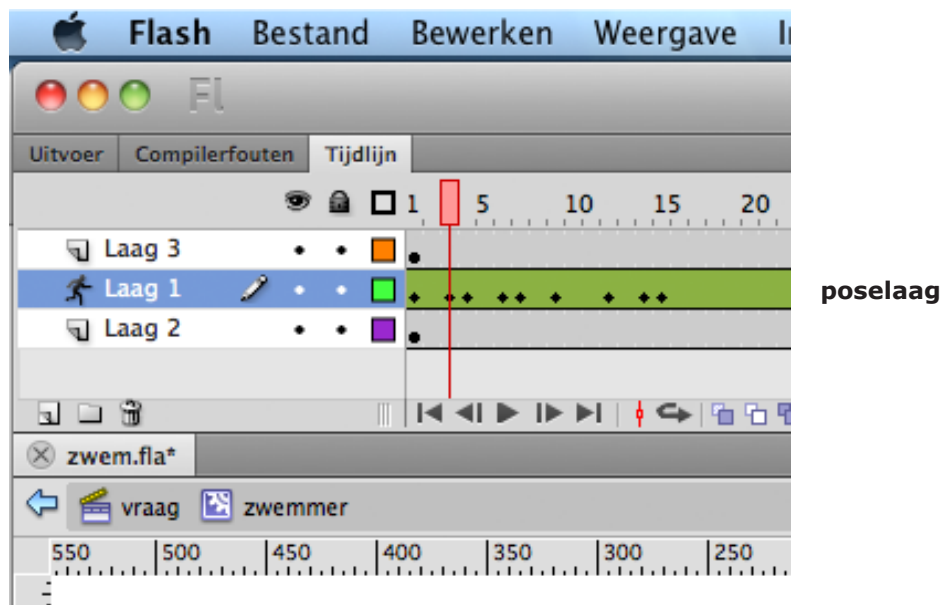 Flash Bestand Bewerken Weergave
Fl
Uitvoer Compilerfouten Tijdlijn
1 5 10 15 20
Laag 3
Laag 1
poselaag
Laag 2
zwem.fla*
vraag zwemmer
550 500 450 400 350 300 250